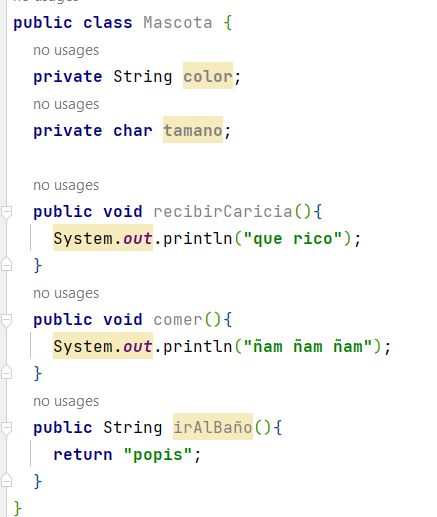 no usages
public class Mascota {
no usages
private String color;
no usages
private char tamano;
no usages
public void recibirCaricia(){
System.out.println("que rico");
}
no usages
public void comer(){
System.out.println("ñam ñam ñam");
}
no usages
public String irAlBaño(){
return "popis";
}
}